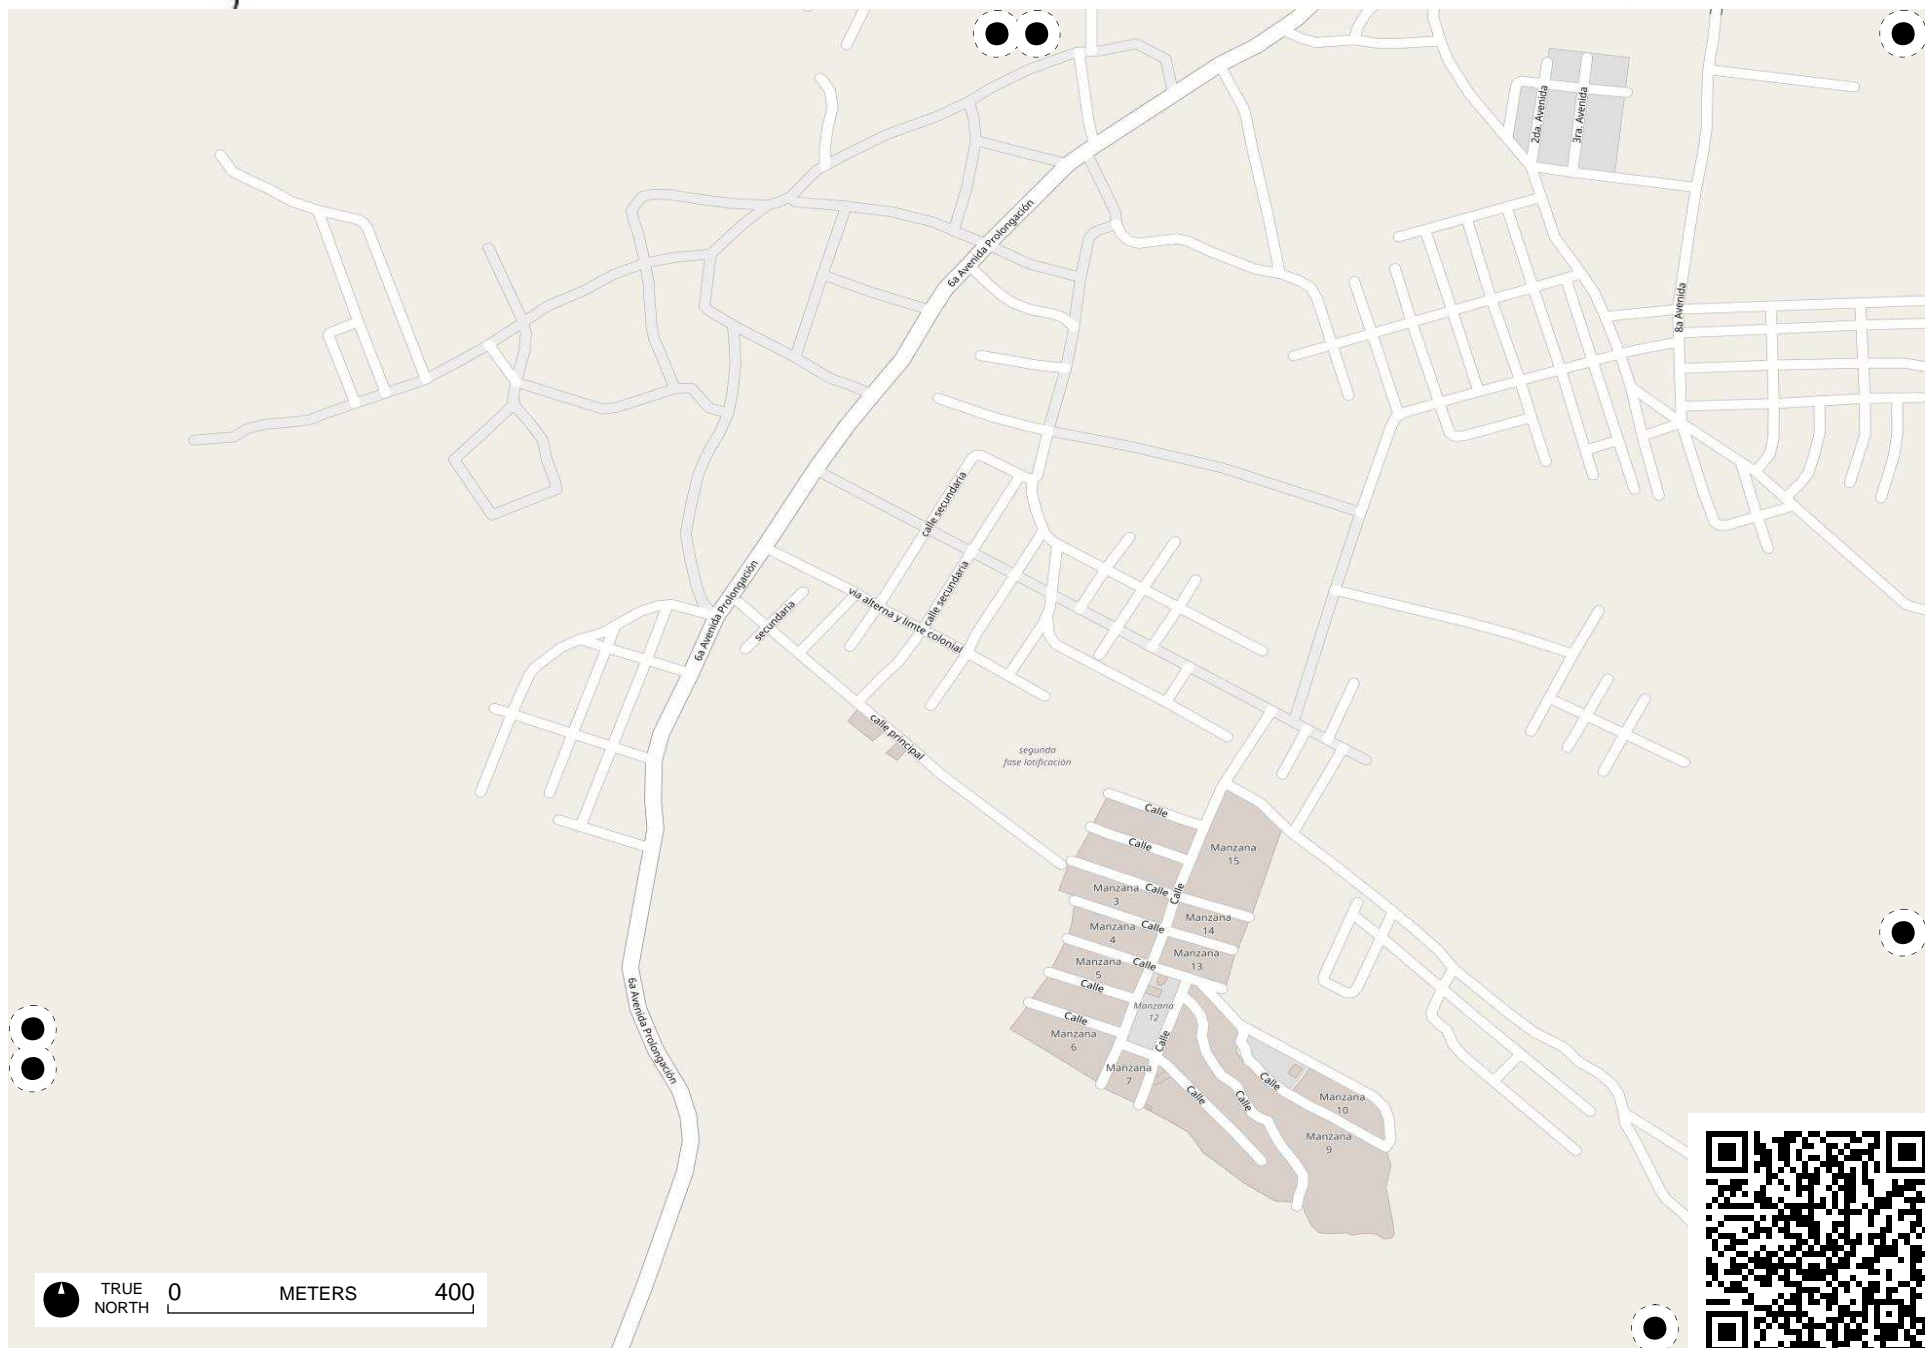 2da. Avenida
3ra. Avenida
6a Avenida Prolongación
8a Avenida
calle secundaria
calle secundaria
6a Avenida Prolongación
secundaria
via alterna y limte colonial
calle principal
segunda
fase lotificación
Calle
Calle
Manzana
15
Calle
Calle
Manzana
3
Manzana
14
Calle
Manzana
4
Manzana
13
Calle
Manzana
5
Calle
Manzana
12
Calle
Manzana
6
Calle
Manzana
7
Calle
Calle
Calle
Manzana
10
Manzana
9
6a Avenida Prolongación
TRUE
NORTH
0 METERS 400